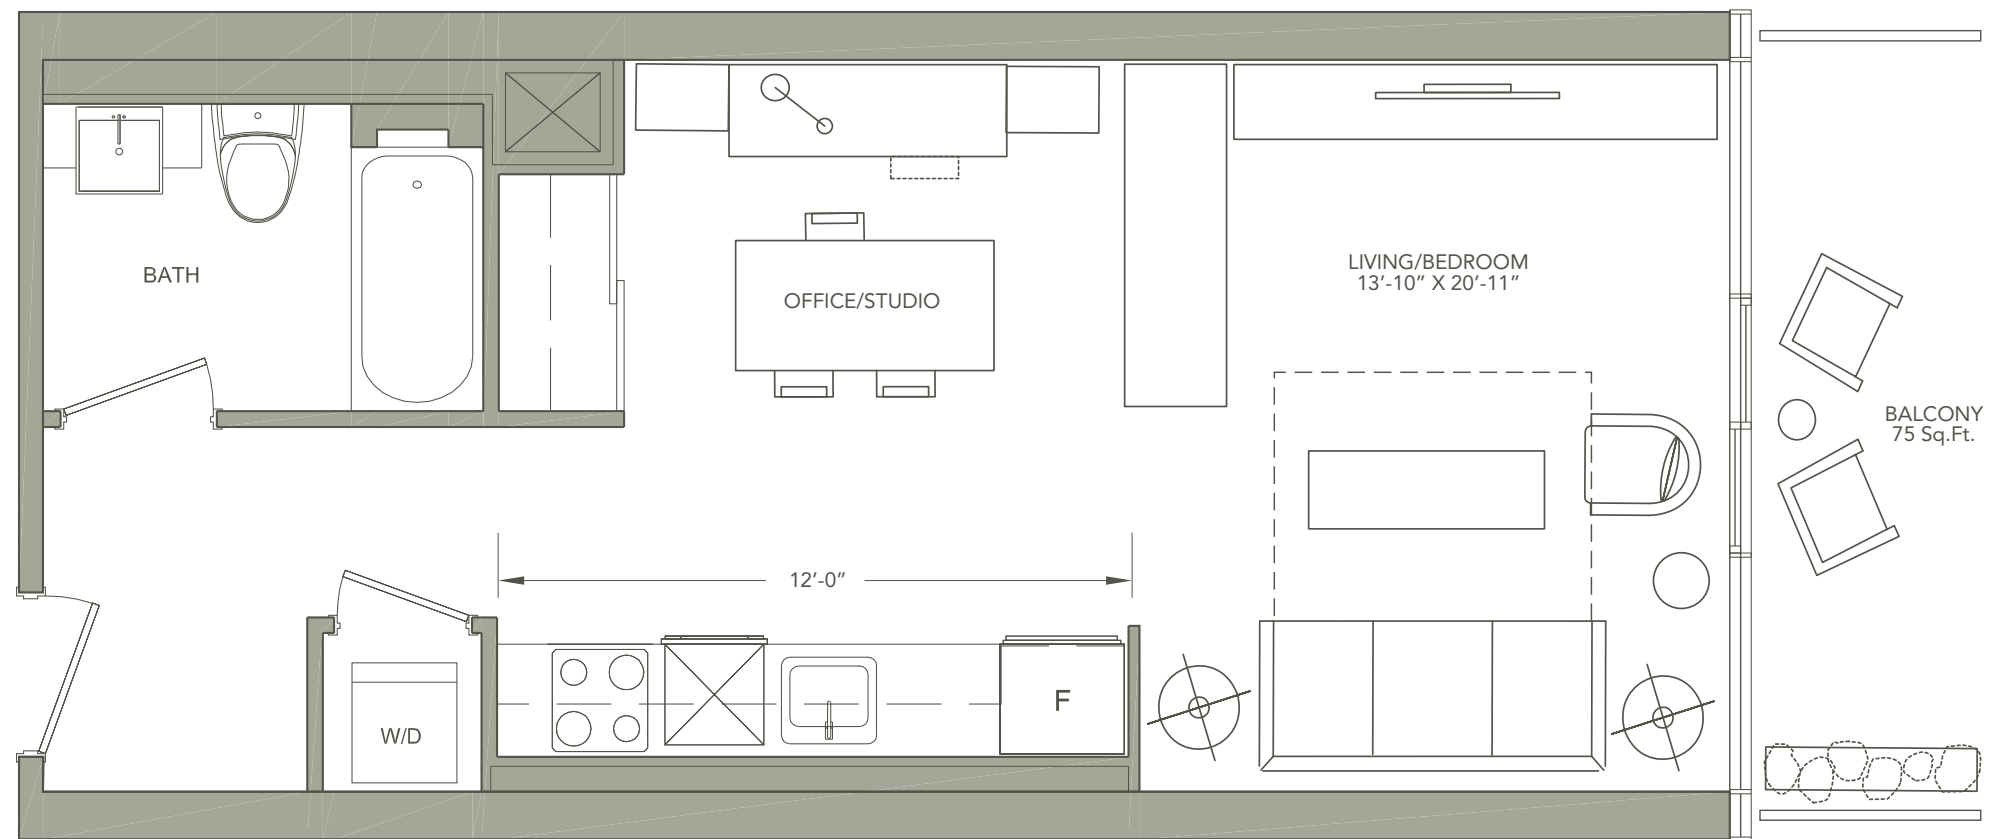 BATH
OFFICE/STUDIO
LIVING/BEDROOM
13’-10” X 20’-11”
BALCONY
75 Sq.Ft.
12’-0”
W/D
F